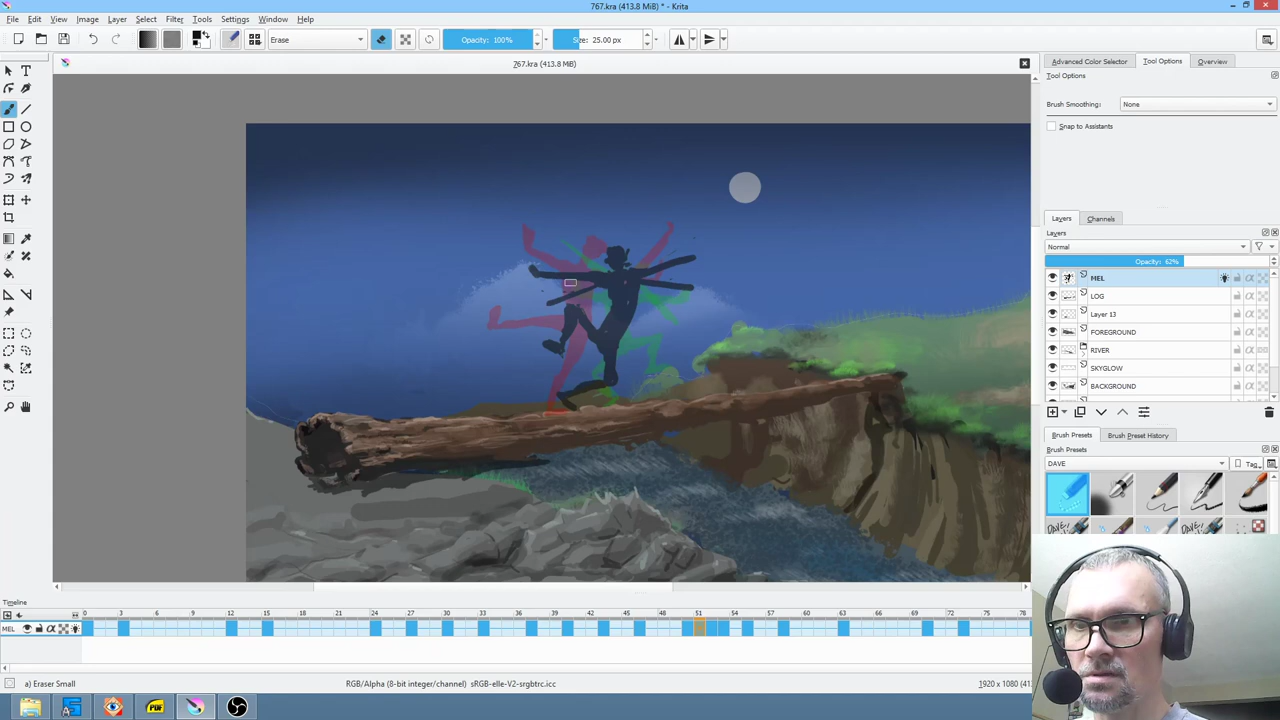 767.kra (413.8 MiB) * - Krita
File Edit View Image Layer Select Filter Tools Settings Window Help
Erase Opacity: 100% Size: 25.00 px
767.kra (413.8 MiB)
Advanced Color Selector Tool Options Overview
Tool Options
Brush Smoothing: None
Snap to Assistants
Layers Channels
Layers
Normal
Opacity: 62%
MEL
LOG
Layer 13
FOREGROUND
RIVER
SKYGLOW
BACKGROUND
Brush Presets Brush Preset History
Brush Presets
DAVE Tag
Timeline
0 3 6 9 12 15 18 21 24 27 30 33 36 39 42 45 48 51 54 57 60 63 66 69 72 75 78
MEL
a) Eraser Small RGB/Alpha (8-bit integer/channel) sRGB-elle-V2-srgbtrc.icc 1920 x 1080 (41
PDF